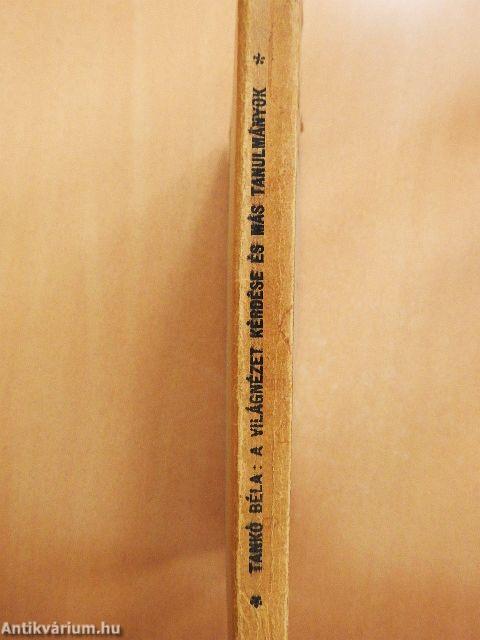 * TANKÓ BÉLA: A VILÁGNÉZET KÉRDÉSE ÉS MÁS TANULMÁNYOK *
Antikvárium.hu